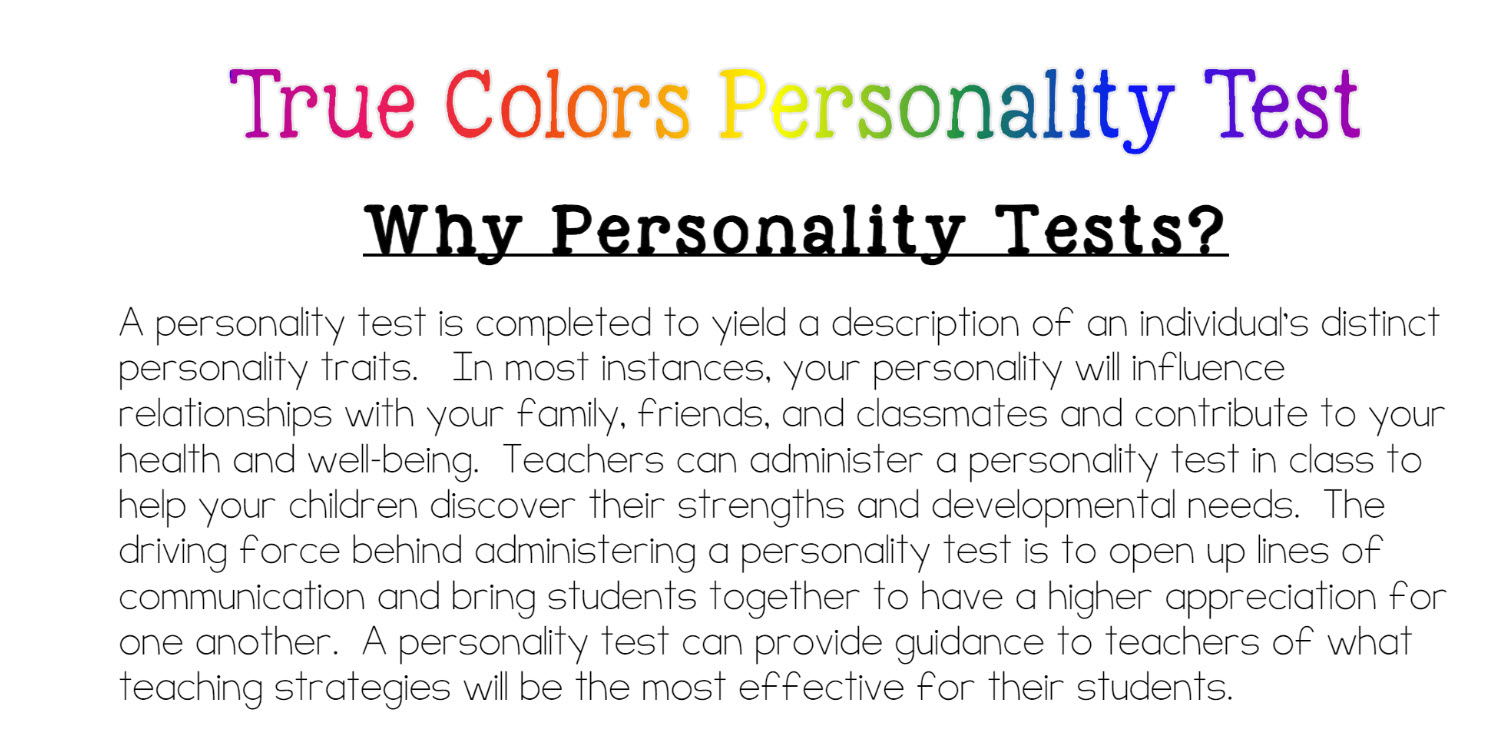 True Colors Personality Test
Why Personality Tests?
A personality test is completed to yield a description of an individual's distinct
personality traits.   In most instances, your personality will influence
relationships with your family, friends, and classmates and contribute to your
health and well-being.  Teachers can administer a personality test in class to
help your children discover their strengths and developmental needs.  The
driving force behind administering a personality test is to open up lines of
communication and bring students together to have a higher appreciation for
one another.  A personality test can provide guidance to teachers of what
teaching strategies will be the most effective for their students.